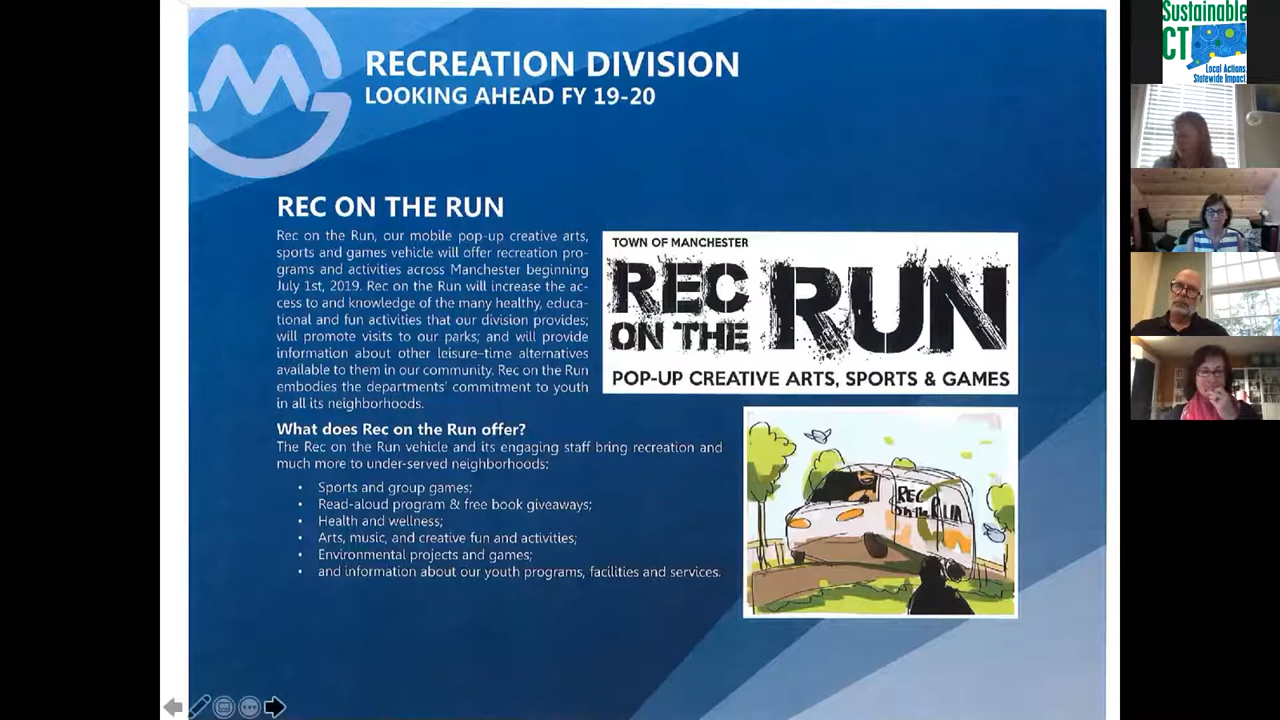 RECREATION DIVISION
LOOKING AHEAD FY 19-20
REC ON THE RUN
Rec on the Run, our mobile pop-up creative arts,
sports and games vehicle will offer recreation pro-
grams and activities across Manchester beginning
July 1st, 2019. Rec on the Run will increase the ac-
cess to and knowledge of the many healthy, educa-
tional and fun activities that our division provides;
will promote visits to our parks; and will provide
information about other leisure-time alternatives
available to them in our community. Rec on the Run
embodies the departments' commitment to youth
in all its neighborhoods.
What does Rec on the Run offer?
The Rec on the Run vehicle and its engaging staff bring recreation and
much more to under-served neighborhoods:
• Sports and group games;
• Read-aloud program & free book giveaways;
• Health and wellness;
• Arts, music, and creative fun and activities;
• Environmental projects and games;
• and information about our youth programs, facilities and services.
TOWN OF MANCHESTER
REC
ON THE
RUN
POP-UP CREATIVE ARTS, SPORTS & GAMES
REC
on the RUN
Sustainable
CT
Local Actions.
Statewide Impact.